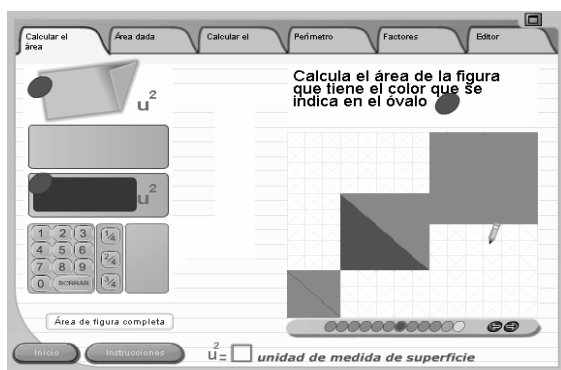 Calcular el
área
Área dada
Calcular el
Perímetro
Factores
Editor
u²
Calcula el área de la figura
que tiene el color que se
indica en el óvalo
u²
1 2 3 1/4
4 5 6 2/4
7 8 9 3/4
0 BORRAR
Área de figura completa
Inicio
Instrucciones
u²= unidad de medida de superficie